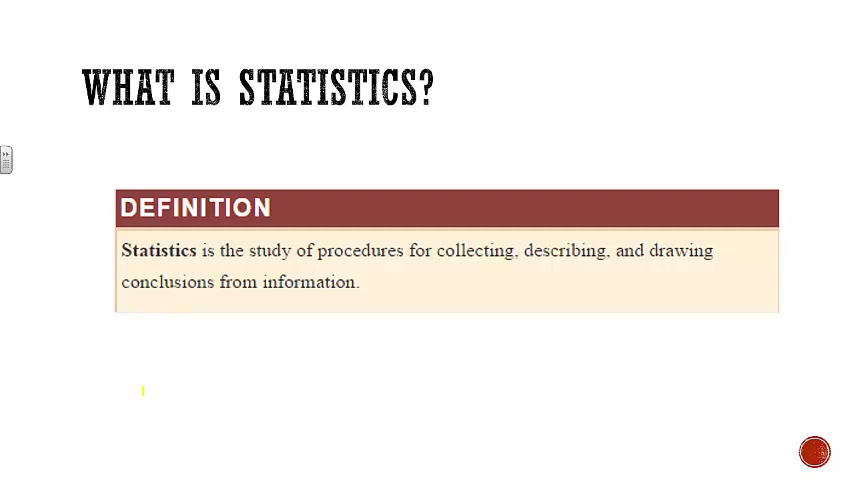 WHAT IS STATISTICS?
DEFINITION
Statistics is the study of procedures for collecting, describing, and drawing
conclusions from information.